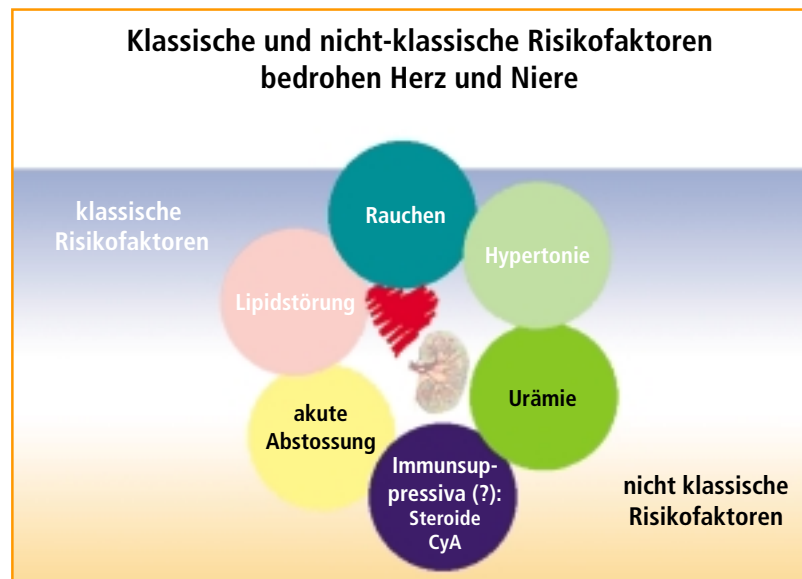 Klassische und nicht-klassische Risikofaktoren
bedrohen Herz und Niere
klassische
Risikofaktoren
Rauchen
Hypertonie
Lipidstörung
Urämie
akute
Abstossung
Immunsup-
pressiva (?):
Steroide
CyA
nicht klassische
Risikofaktoren